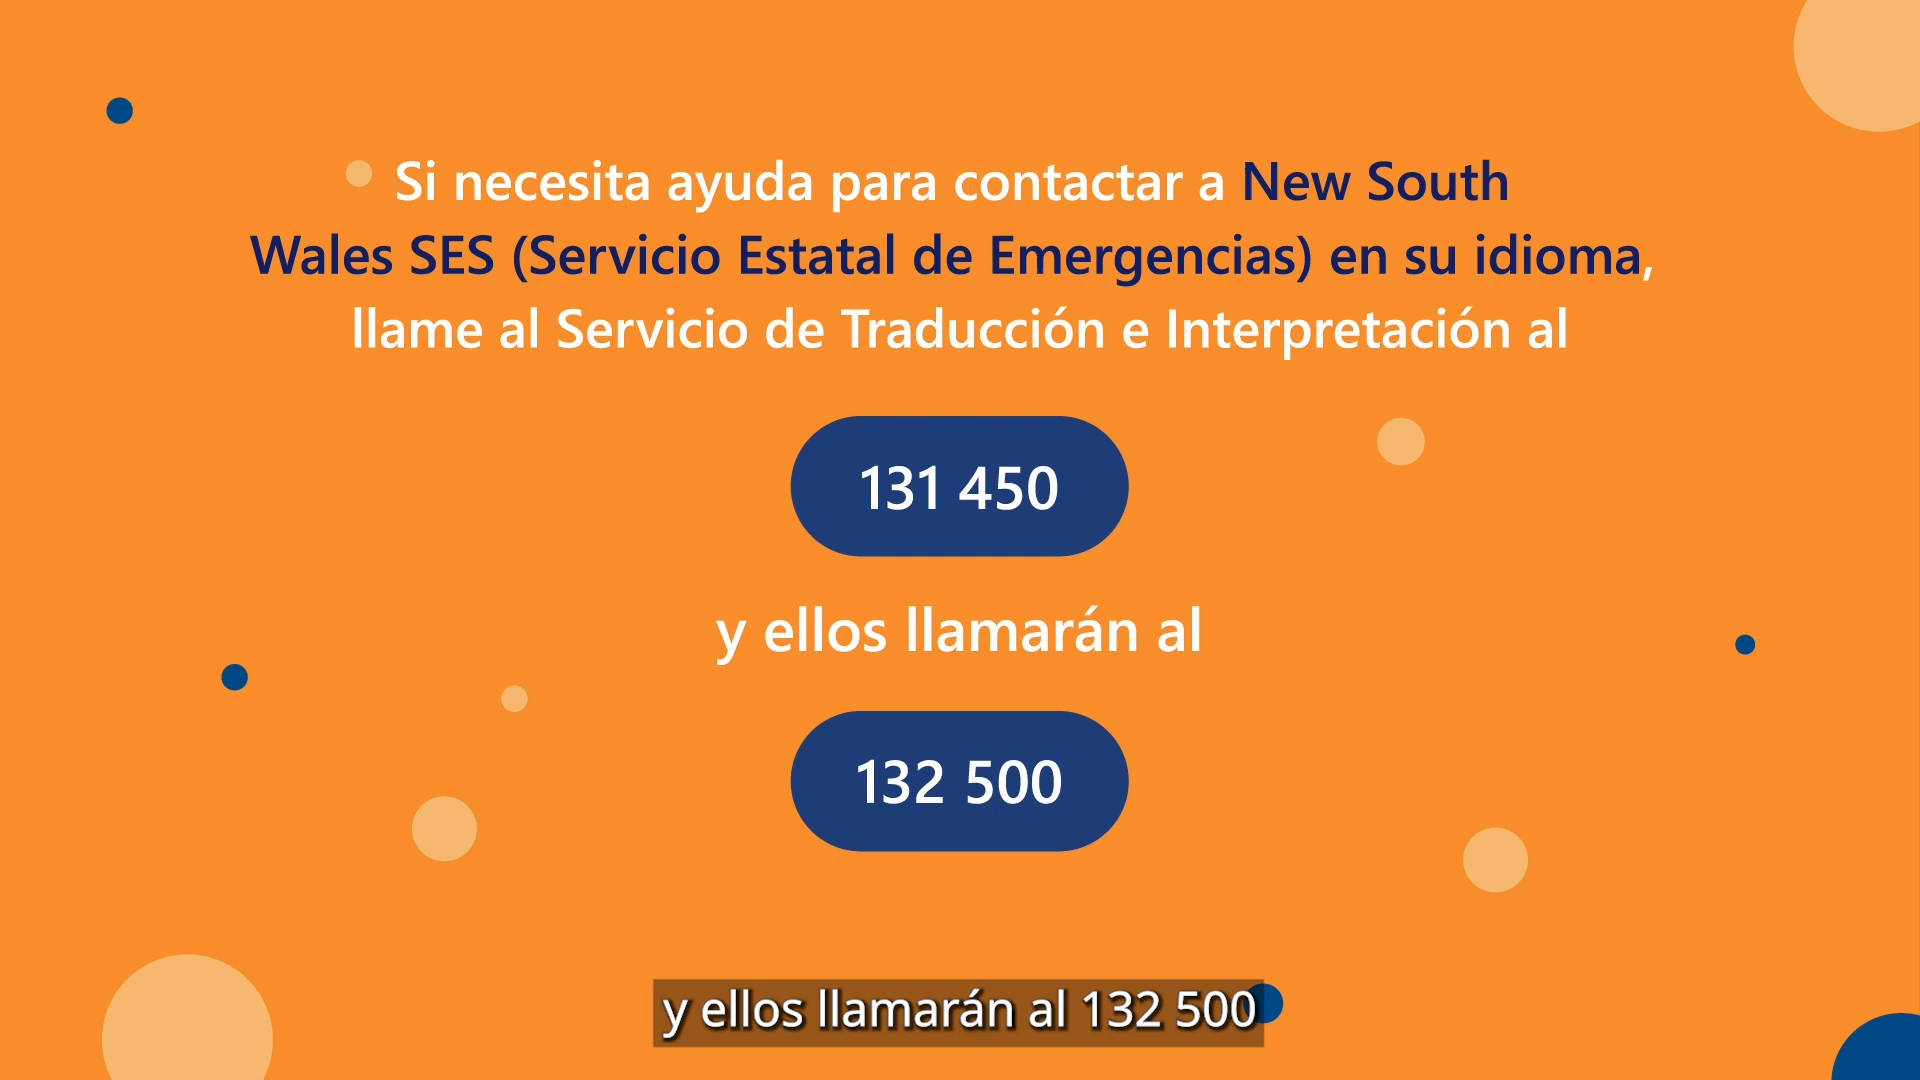 Si necesita ayuda para contactar a New South
Wales SES (Servicio Estatal de Emergencias) en su idioma,
llame al Servicio de Traducción e Interpretación al
131 450
y ellos llamarán al
132 500
y ellos llamarán al 132 500